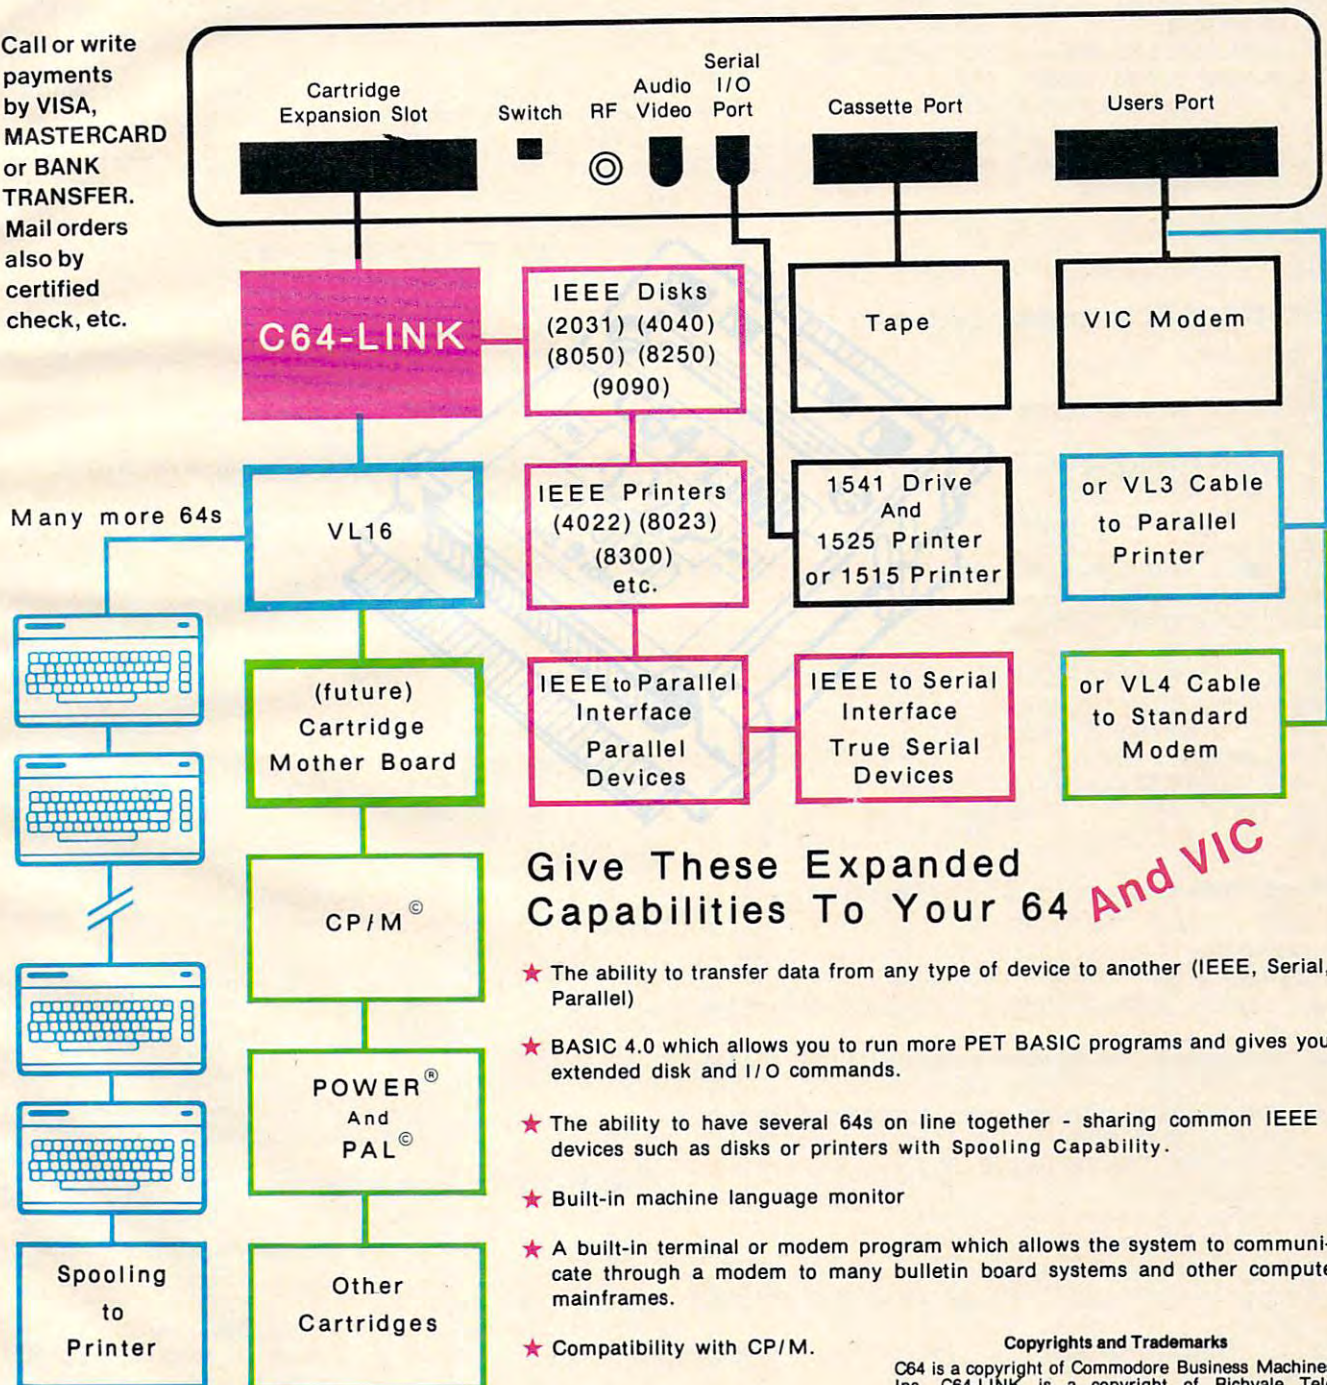 Call or write
payments
by VISA,
MASTERCARD
or BANK
TRANSFER.
Mail orders
also by
certified
check, etc.
Cartridge
Expansion Slot
Switch
RF
Audio
Video
Serial
I/O
Port
Cassette Port
Users Port
C64-LINK
IEEE Disks
(2031) (4040)
(8050) (8250)
(9090)
Tape
VIC Modem
Many more 64s
VL16
IEEE Printers
(4022) (8023)
(8300)
etc.
1541 Drive
And
1525 Printer
or 1515 Printer
or VL3 Cable
to Parallel
Printer
(future)
Cartridge
Mother Board
IEEE to Parallel
Interface
Parallel
Devices
IEEE to Serial
Interface
True Serial
Devices
or VL4 Cable
to Standard
Modem
CP/M©
POWER®
And
PAL©
Other
Cartridges
Spooling
to
Printer
Give These Expanded
Capabilities To Your 64 And VIC
★ The ability to transfer data from any type of device to another (IEEE, Serial,
Parallel)
★ BASIC 4.0 which allows you to run more PET BASIC programs and gives you
extended disk and I/O commands.
★ The ability to have several 64s on line together - sharing common IEEE
devices such as disks or printers with Spooling Capability.
★ Built-in machine language monitor
★ A built-in terminal or modem program which allows the system to communi-
cate through a modem to many bulletin board systems and other compute
mainframes.
★ Compatibility with CP/M.
Copyrights and Trademarks
C64 is a copyright of Commodore Business Machines
Inc. C64-LINK is a copyright of Richvale Tele